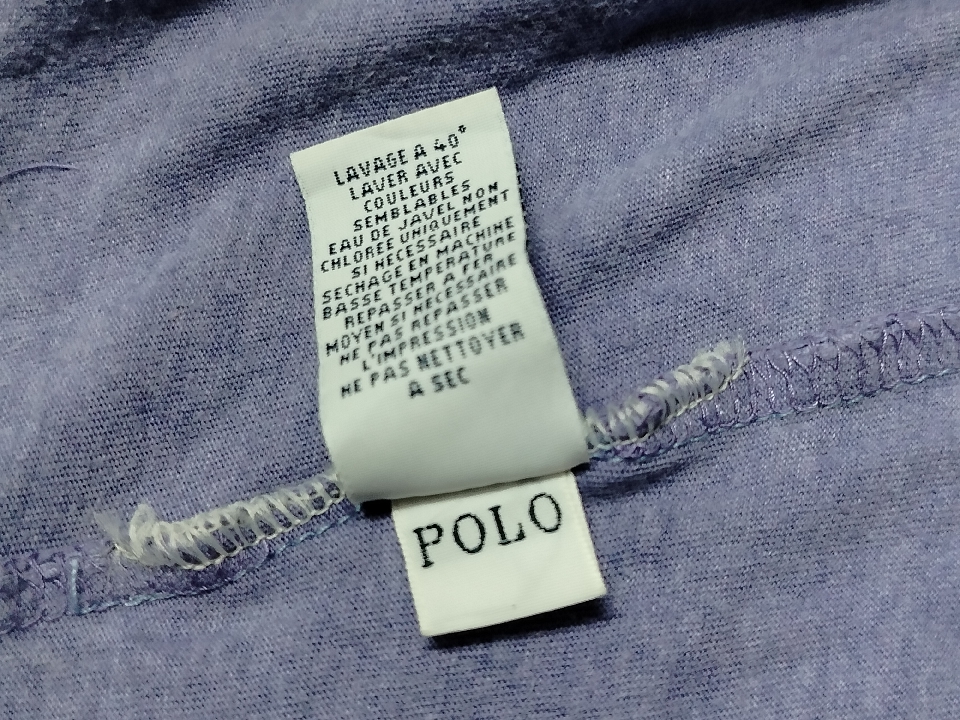 LAVAGE A 40°
LAVER AVEC
COULEURS
SEMBLABLES
EAU DE JAVEL NON
CHLOREE UNIQUEMENT
SI NECESSAIRE
SECHAGE EN MACHINE
BASSE TEMPERATURE
REPASSER A FER
MOYEN SI NECESSAIRE
NE PAS REPASSER
L'IMPRESSION
NE PAS NETTOYER
A SEC
POLO